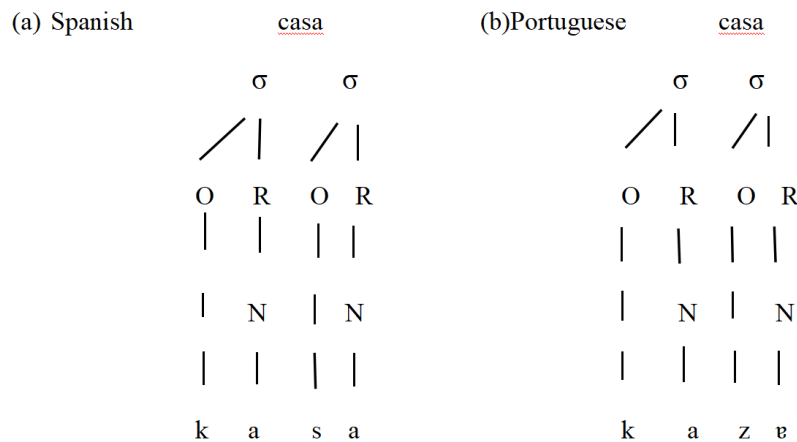 (a) Spanish casa (b)Portuguese casa
σ σ σ σ
O R O R O R O R
N N N N
k a s a k a z ɐ